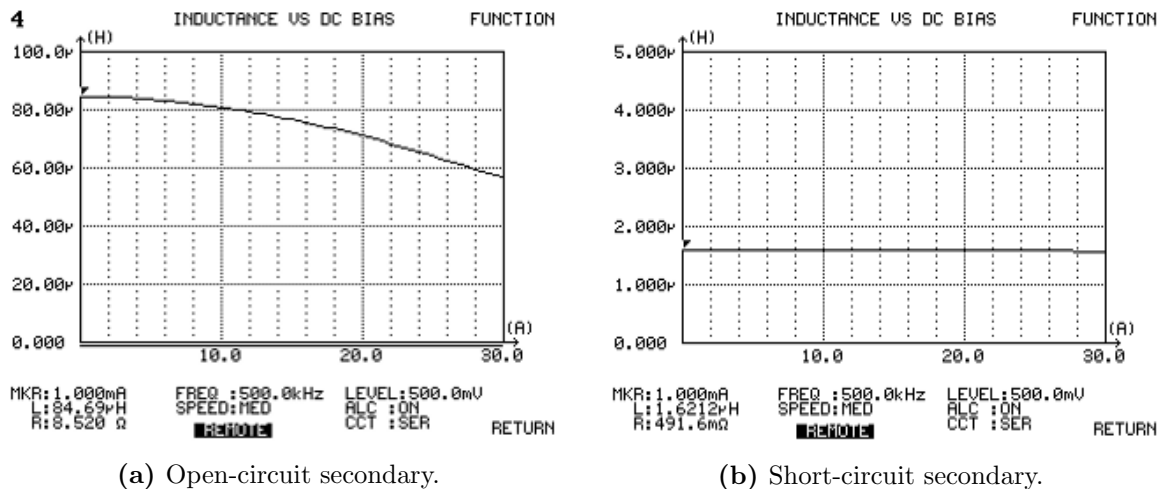 4
INDUCTANCE VS DC BIAS FUNCTION
(H)
100.0μ
80.00μ
60.00μ
40.00μ
20.00μ
0.000
10.0 20.0 30.0
(A)
MKR:1.000mA FREQ :500.0kHz LEVEL:500.0mV
L:84.69μH SPEED:MED ALC :ON
R:8.520 Ω CCT :SER
REMOTE RETURN
(a) Open-circuit secondary.
INDUCTANCE VS DC BIAS FUNCTION
(H)
5.000μ
4.000μ
3.000μ
2.000μ
1.000μ
0.000
10.0 20.0 30.0
(A)
MKR:1.000mA FREQ :500.0kHz LEVEL:500.0mV
L:1.6212μH SPEED:MED ALC :ON
R:491.6mΩ CCT :SER
REMOTE RETURN
(b) Short-circuit secondary.